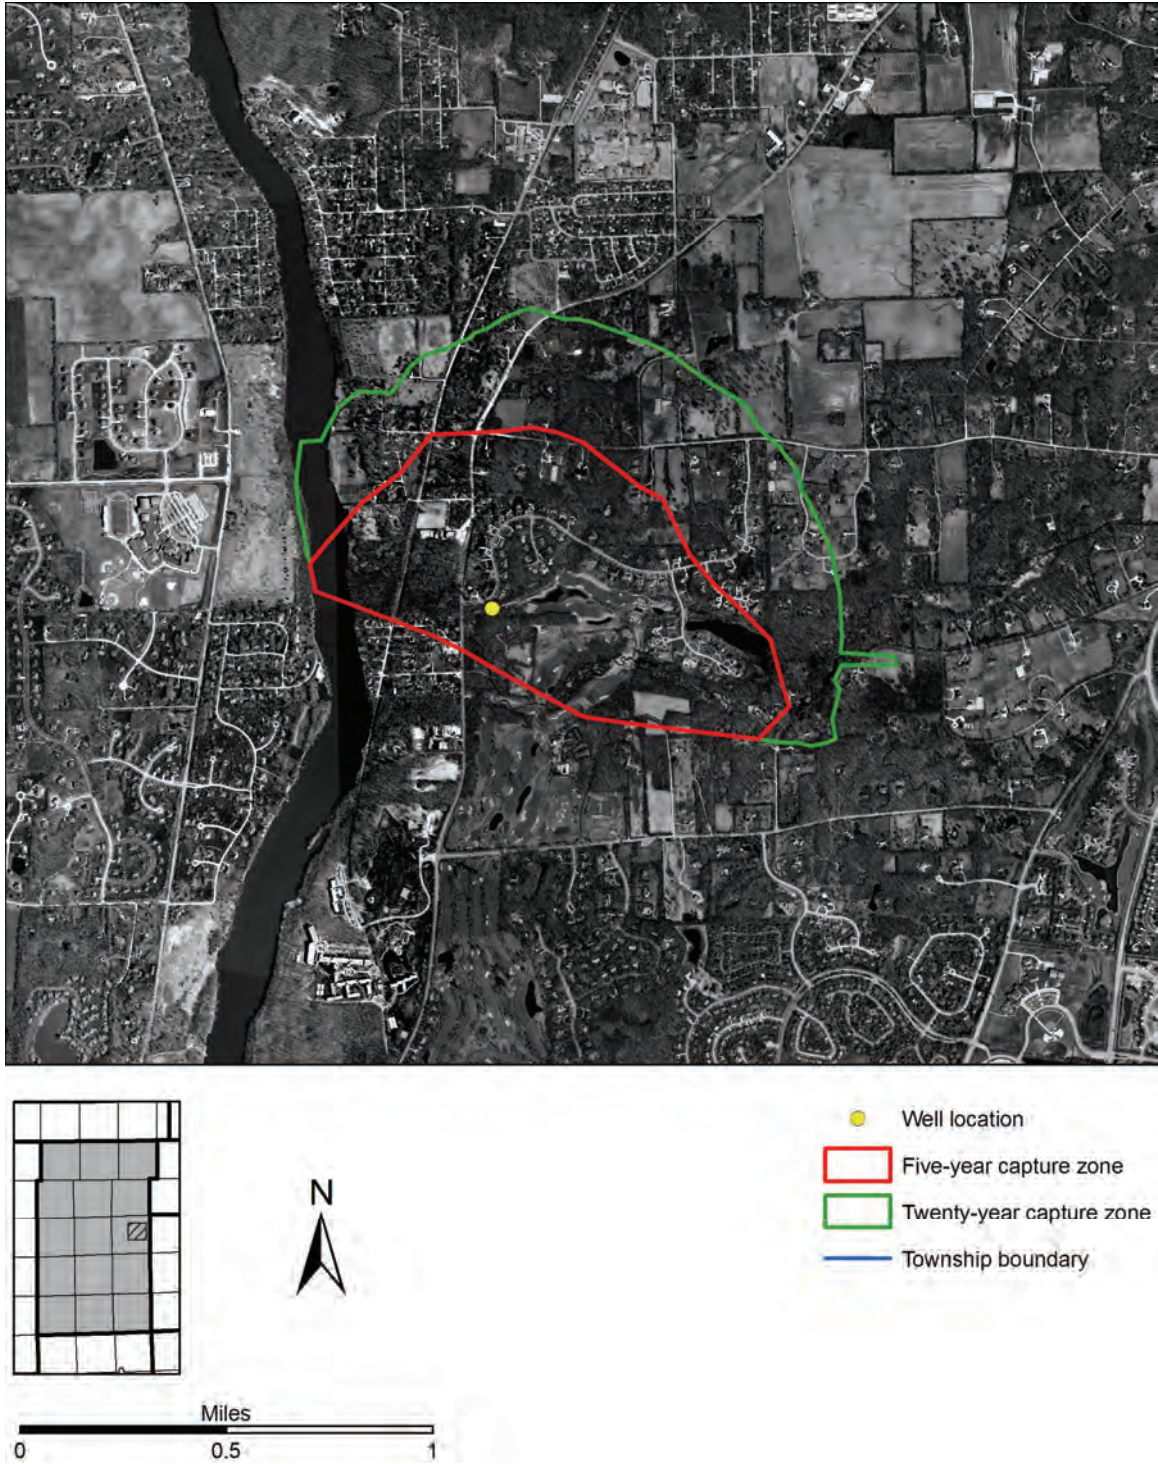 N
Well location
Five-year capture zone
Twenty-year capture zone
Township boundary
Miles
0 0.5 1